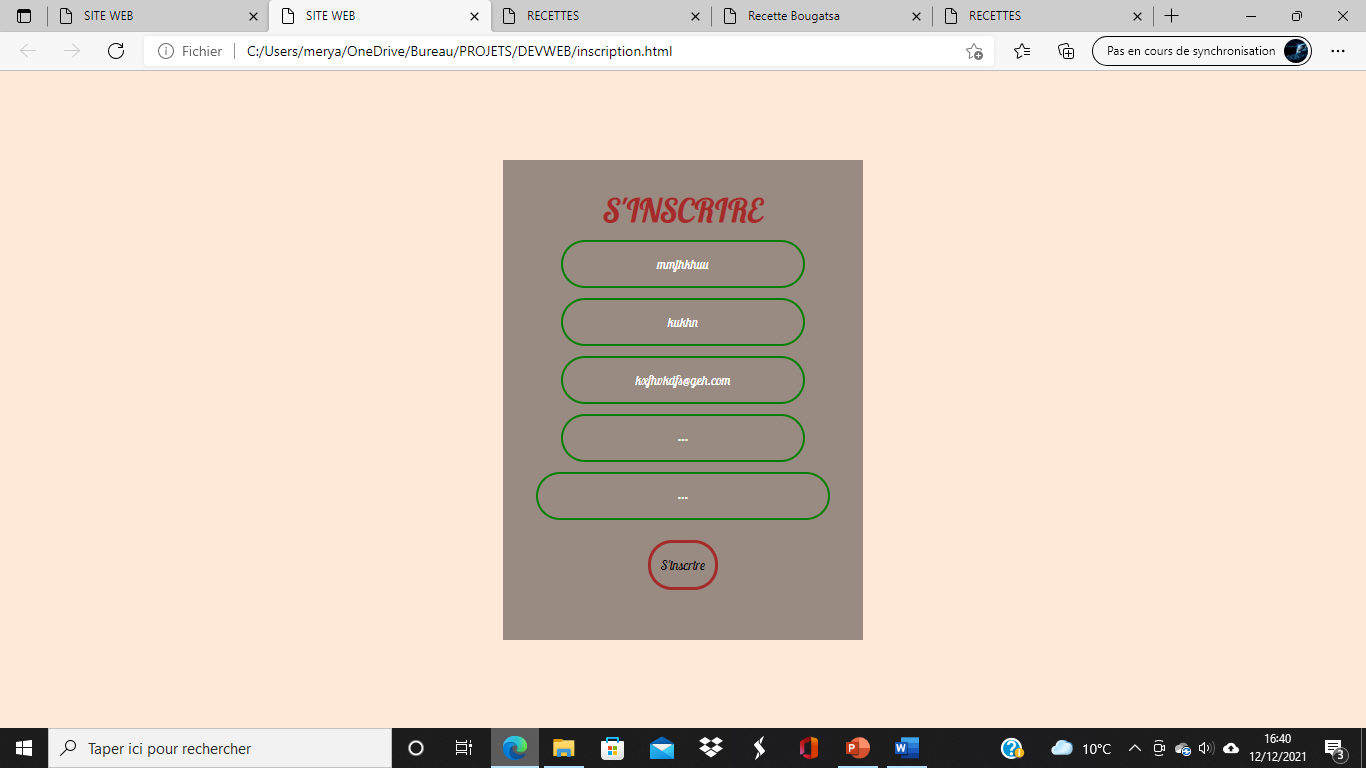 SITE WEB
SITE WEB
RECETTES
Recette Bougatsa
RECETTES
Fichier
C:/Users/merya/OneDrive/Bureau/PROJETS/DEVWEB/inscription.html
Pas en cours de synchronisation
S'INSCRIRE
mmjhkhuu
kukhn
kxfhvkdfs@geh.com
S'inscrire
Taper ici pour rechercher
10°C
16:40
12/12/2021
3